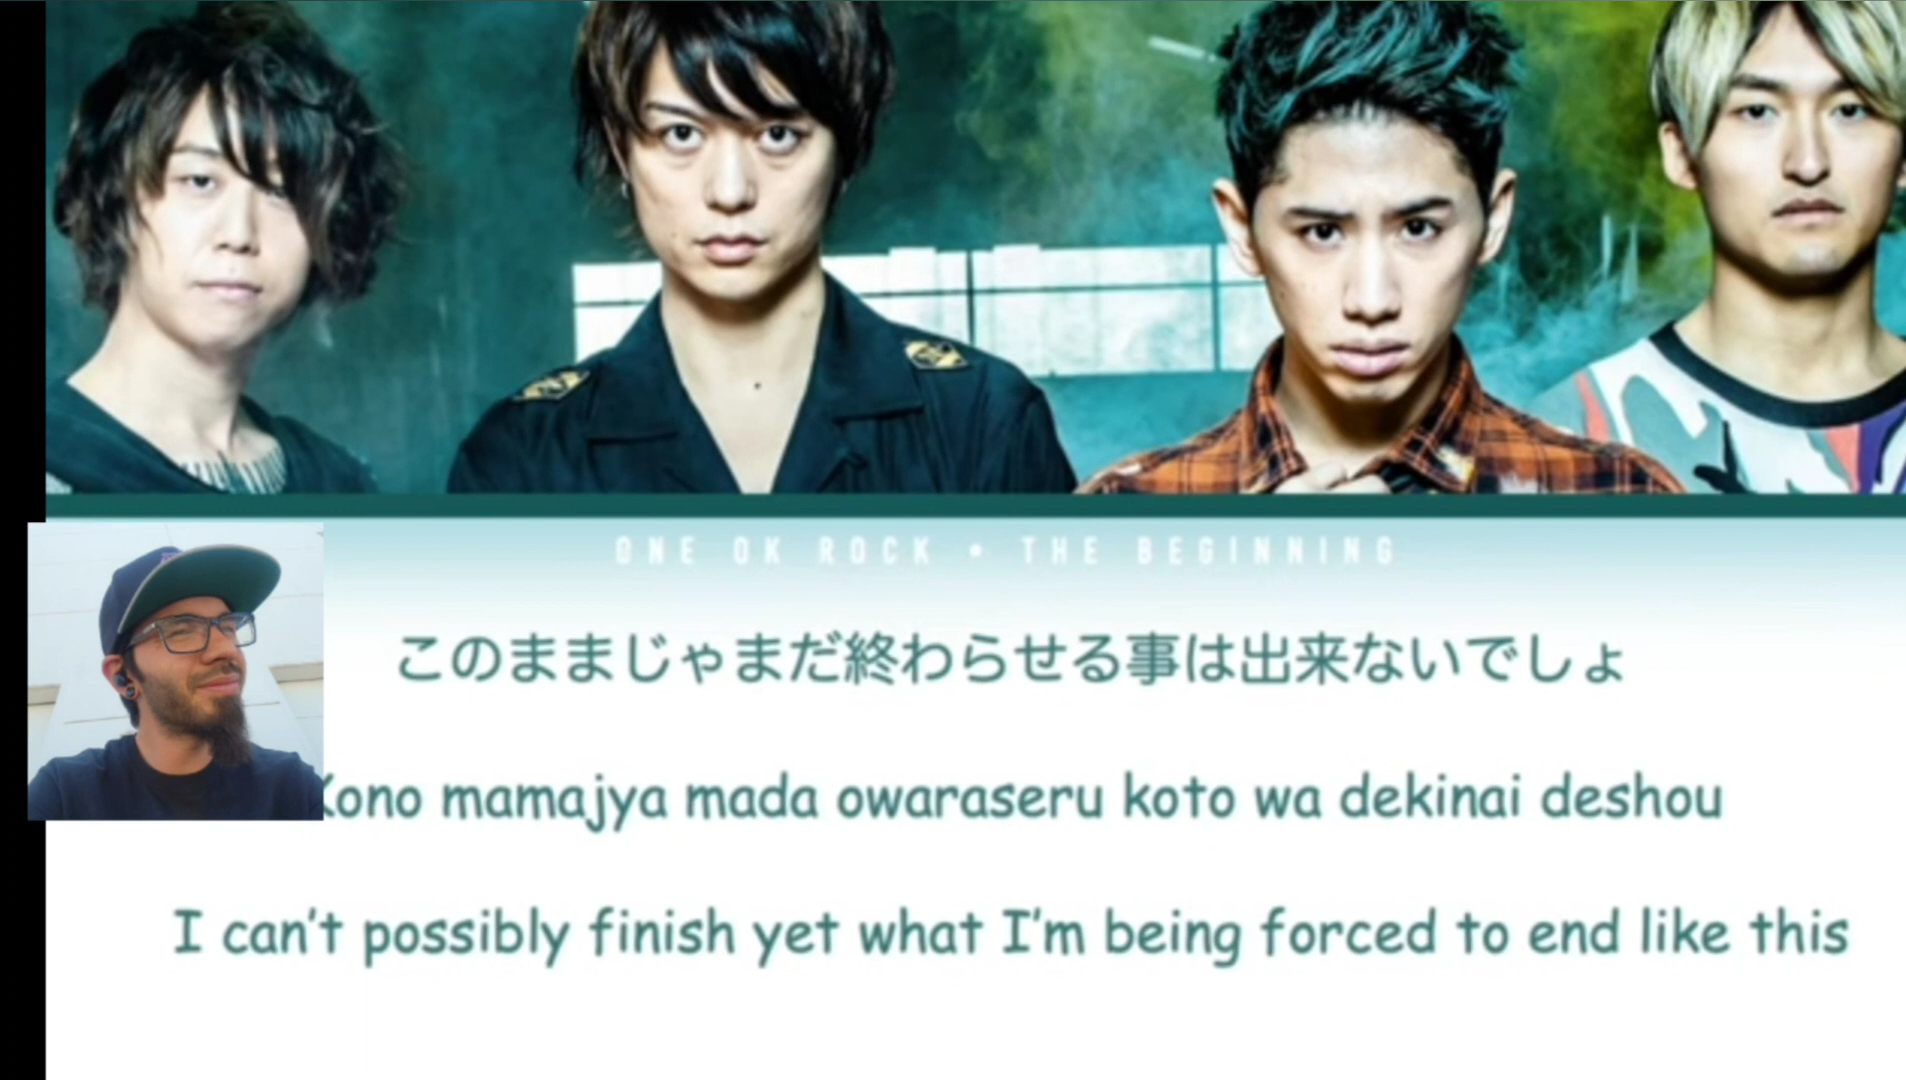 ONE OK ROCK • THE BEGINNING
このままじゃまだ終わらせる事は出来ないでしょ
Kono mamajya mada owaraseru koto wa dekinai deshou
I can't possibly finish yet what I'm being forced to end like this